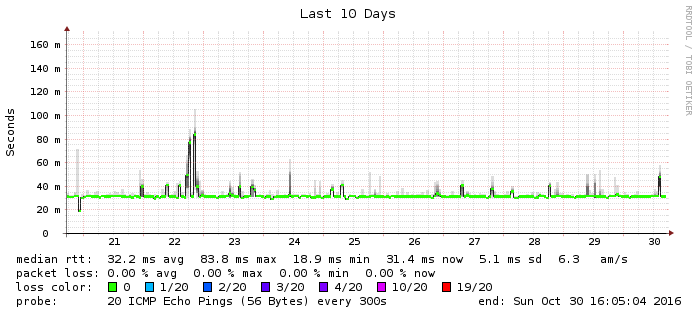 Last 10 Days
RRDTOOL / TOBI OETIKER
Seconds
160 m
140 m
120 m
100 m
80 m
60 m
40 m
20 m
0
21 22 23 24 25 26 27 28 29 30
median rtt: 32.2 ms avg 83.8 ms max 18.9 ms min 31.4 ms now 5.1 ms sd 6.3 am/s
packet loss: 0.00 % avg 0.00 % max 0.00 % min 0.00 % now
loss color: 0 1/20 2/20 3/20 4/20 10/20 19/20
probe: 20 ICMP Echo Pings (56 Bytes) every 300s end: Sun Oct 30 16:05:04 2016